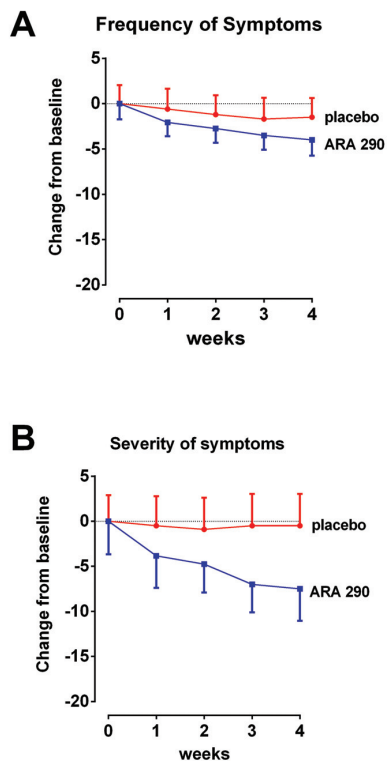 A
Frequency of Symptoms
Change from baseline
5
0
-5
-10
-15
-20
placebo
ARA 290
0 1 2 3 4
weeks
B
Severity of symptoms
Change from baseline
5
0
-5
-10
-15
-20
placebo
ARA 290
0 1 2 3 4
weeks